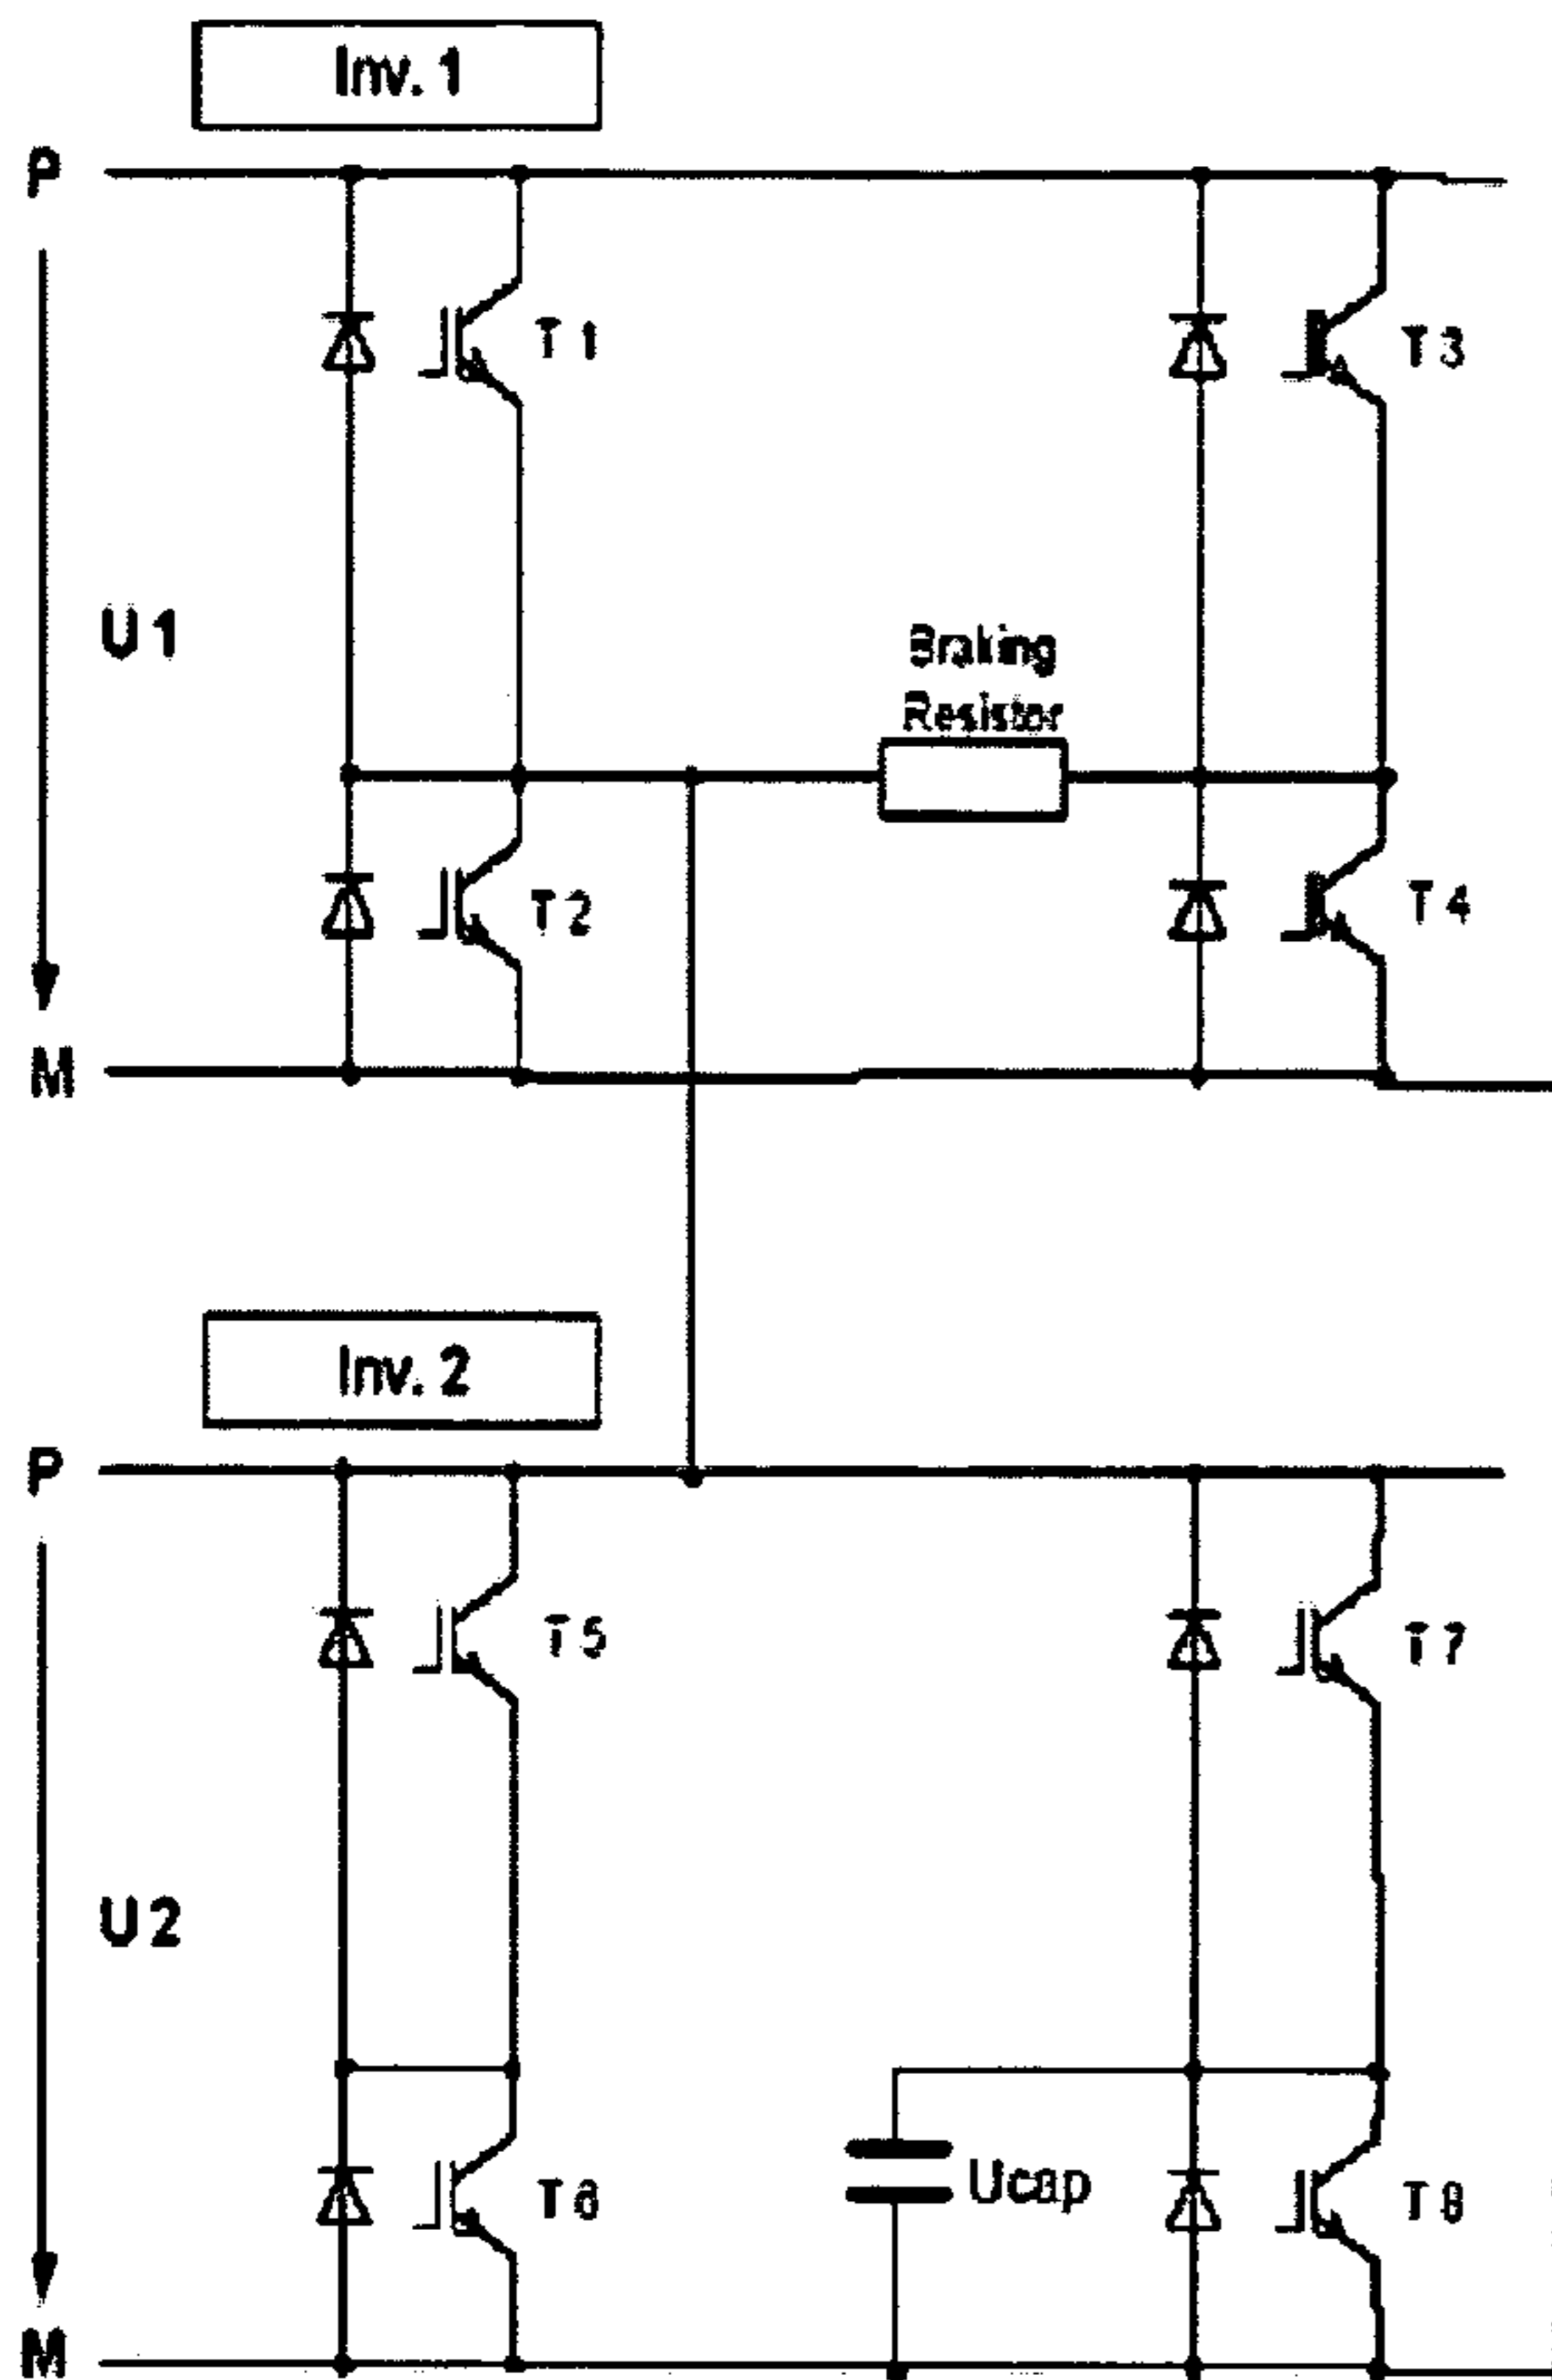 Inv. 1
P
T1
T3
U1
Braking
Resistor
T2
T4
M
Inv. 2
P
T5
T7
U2
Ucap
T6
T8
M